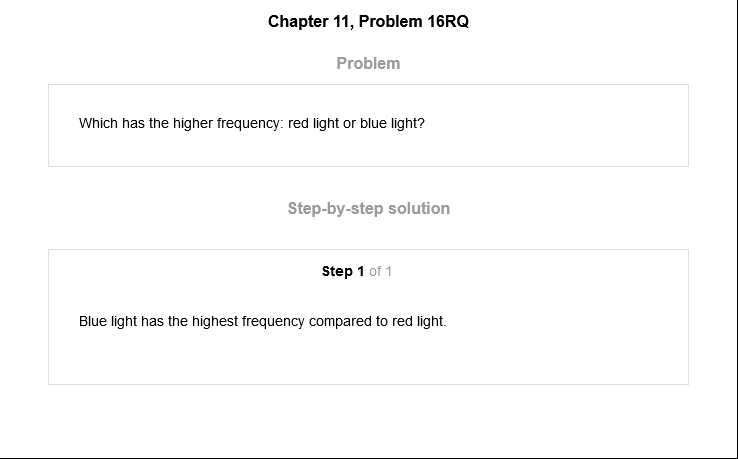 Chapter 11, Problem 16RQ
Problem
Which has the higher frequency: red light or blue light?
Step-by-step solution
Step 1 of 1
Blue light has the highest frequency compared to red light.